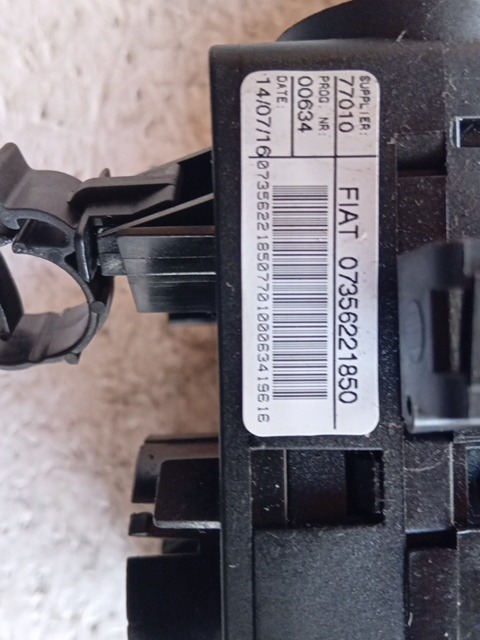 SUPPLIER:
77010
PROG. NR:
00634
DATE:
14/07/16
FIAT 07356221850
07356221850770100063419616